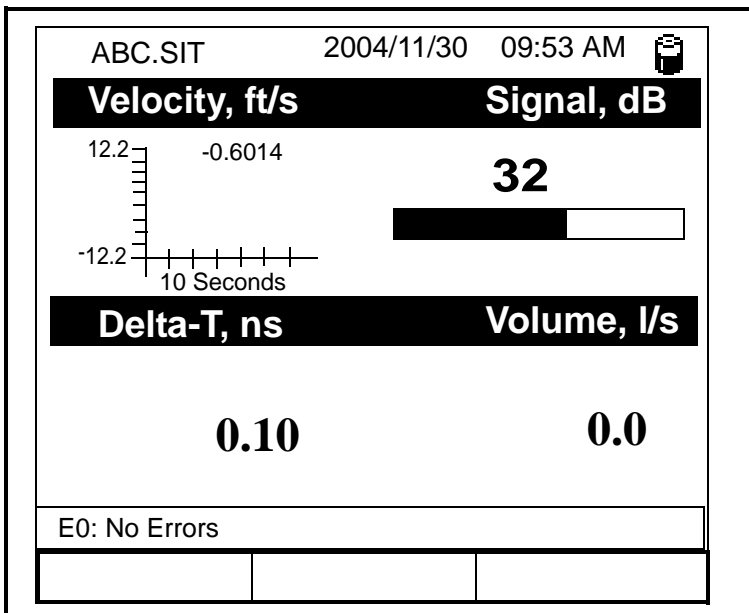 ABC.SIT 2004/11/30 09:53 AM
Velocity, ft/s Signal, dB
12.2 -0.6014
32
-12.2
10 Seconds
Delta-T, ns Volume, l/s
0.10 0.0
E0: No Errors